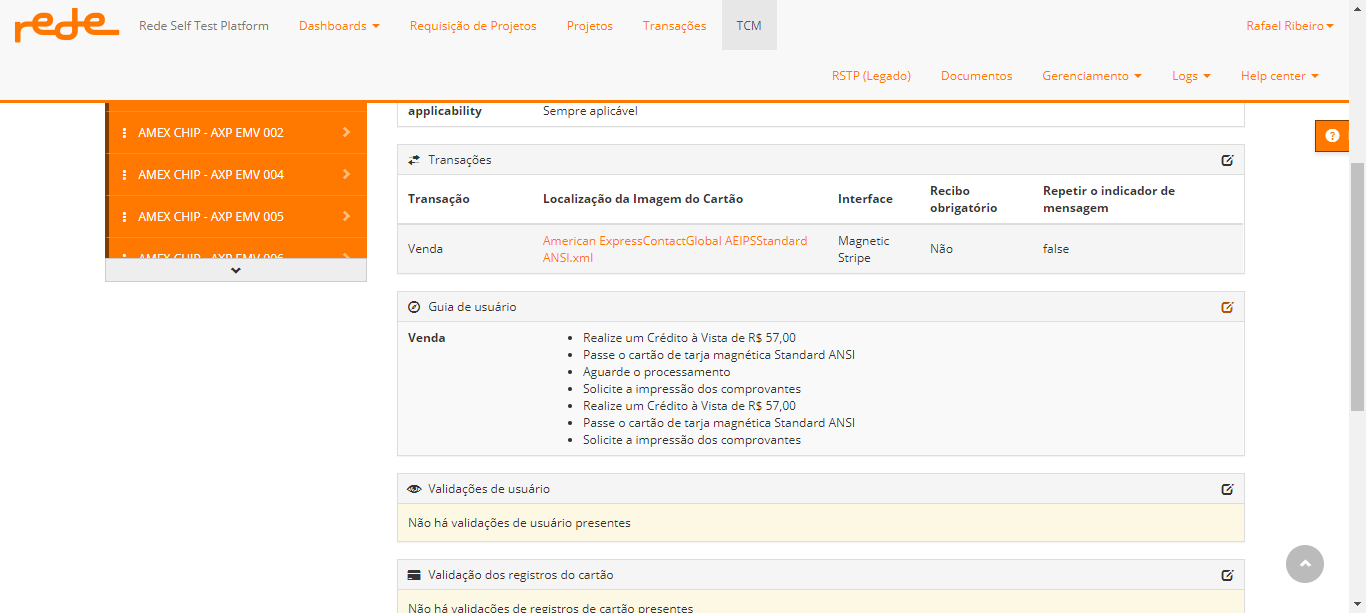 rede Rede Self Test Platform Dashboards Requisição de Projetos Projetos Transações TCM Rafael Ribeiro
RSTP (Legado) Documentos Gerenciamento Logs Help center
AMEX CHIP - AXP EMV 002
AMEX CHIP - AXP EMV 004
AMEX CHIP - AXP EMV 005
AMEX CHIP - AXP EMV 006
applicability Sempre aplicável
Transações
Transação Localização da Imagem do Cartão Interface Recibo obrigatório Repetir o indicador de mensagem
Venda American ExpressContactGlobal AEIPSStandard ANSI.xml Magnetic Stripe Não false
Guia de usuário
Venda
Realize um Crédito à Vista de R$ 57,00
Passe o cartão de tarja magnética Standard ANSI
Aguarde o processamento
Solicite a impressão dos comprovantes
Realize um Crédito à Vista de R$ 57,00
Passe o cartão de tarja magnética Standard ANSI
Solicite a impressão dos comprovantes
Validações de usuário
Não há validações de usuário presentes
Validação dos registros do cartão
Não há validações de registros de cartão presentes